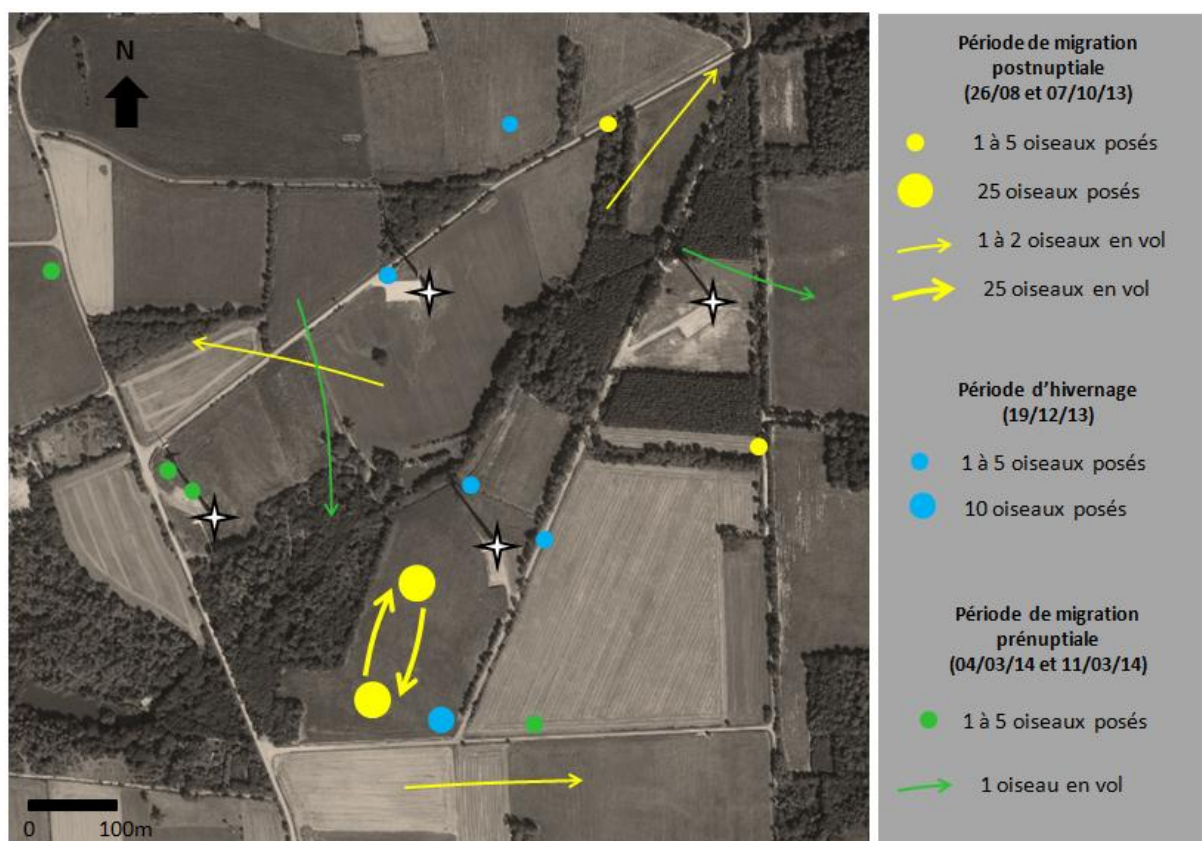 N
0 100m
Période de migration
postnuptiale
(26/08 et 07/10/13)
1 à 5 oiseaux posés
25 oiseaux posés
1 à 2 oiseaux en vol
25 oiseaux en vol
Période d'hivernage
(19/12/13)
1 à 5 oiseaux posés
10 oiseaux posés
Période de migration
prénuptiale
(04/03/14 et 11/03/14)
1 à 5 oiseaux posés
1 oiseau en vol